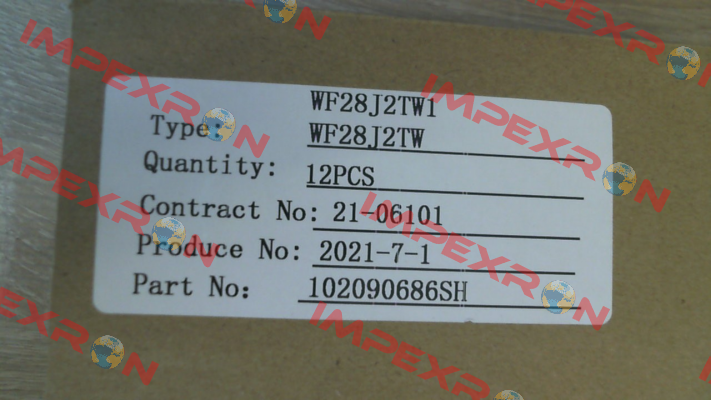 WF28J2TW1
Type: WF28J2TW
Quantity: 12PCS
Contract No: 21-06101
Produce No: 2021-7-1
Part No: 102090686SH
IMPEXRON
IMPEXRON
IMPEXRON
IMPEXRON
IMPEXRON
IMPEXRON
IMPEXRON